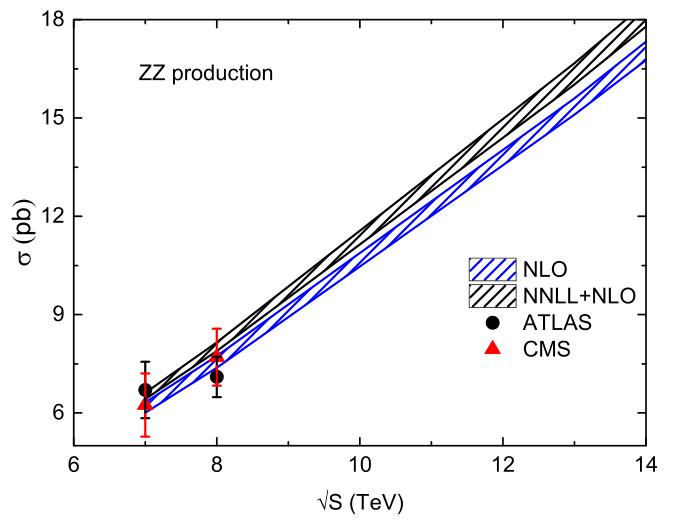 18
15
12
9
6
σ (pb)
ZZ production
NLO
NNLL+NLO
ATLAS
CMS
6
8
10
12
14
√S (TeV)